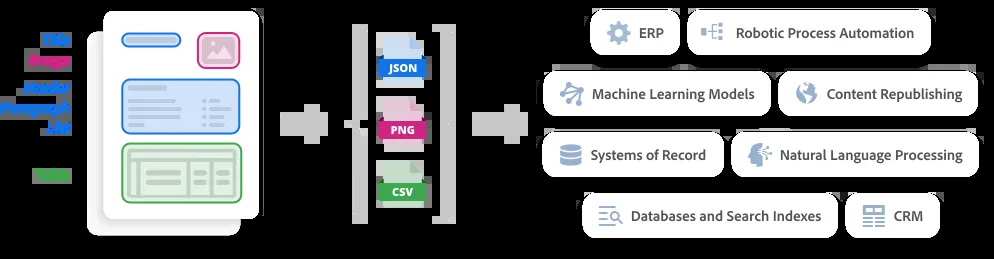 Title
Image
Header
Paragraph
List
Table
JSON
PNG
CSV
ERP
Robotic Process Automation
Machine Learning Models
Content Republishing
Systems of Record
Natural Language Processing
Databases and Search Indexes
CRM